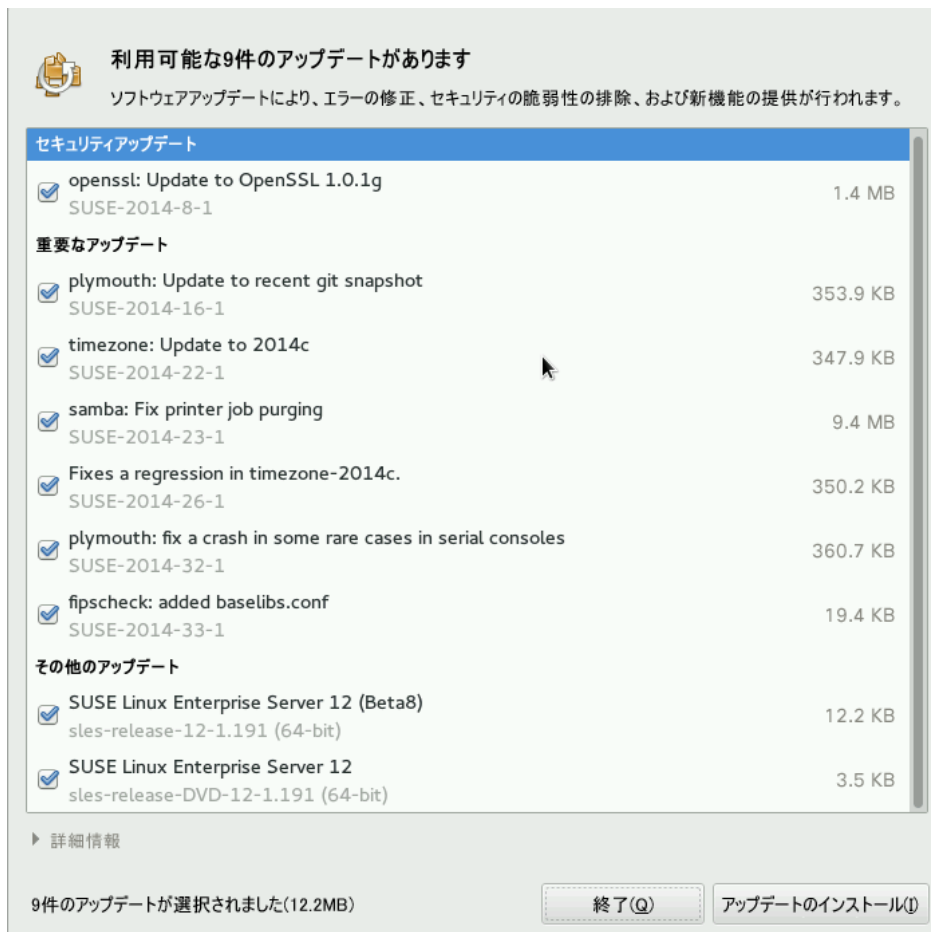 利用可能な9件のアップデートがあります
ソフトウェアアップデートにより、エラーの修正、セキュリティの脆弱性の排除、および新機能の提供が行われます。
セキュリティアップデート
openssl: Update to OpenSSL 1.0.1g
SUSE-2014-8-1
1.4 MB
重要なアップデート
plymouth: Update to recent git snapshot
SUSE-2014-16-1
353.9 KB
timezone: Update to 2014c
SUSE-2014-22-1
347.9 KB
samba: Fix printer job purging
SUSE-2014-23-1
9.4 MB
Fixes a regression in timezone-2014c.
SUSE-2014-26-1
350.2 KB
plymouth: fix a crash in some rare cases in serial consoles
SUSE-2014-32-1
360.7 KB
fipscheck: added baselibs.conf
SUSE-2014-33-1
19.4 KB
その他のアップデート
SUSE Linux Enterprise Server 12 (Beta8)
sles-release-12-1.191 (64-bit)
12.2 KB
SUSE Linux Enterprise Server 12
sles-release-DVD-12-1.191 (64-bit)
3.5 KB
詳細情報
9件のアップデートが選択されました(12.2MB)
終了(Q)
アップデートのインストール(I)